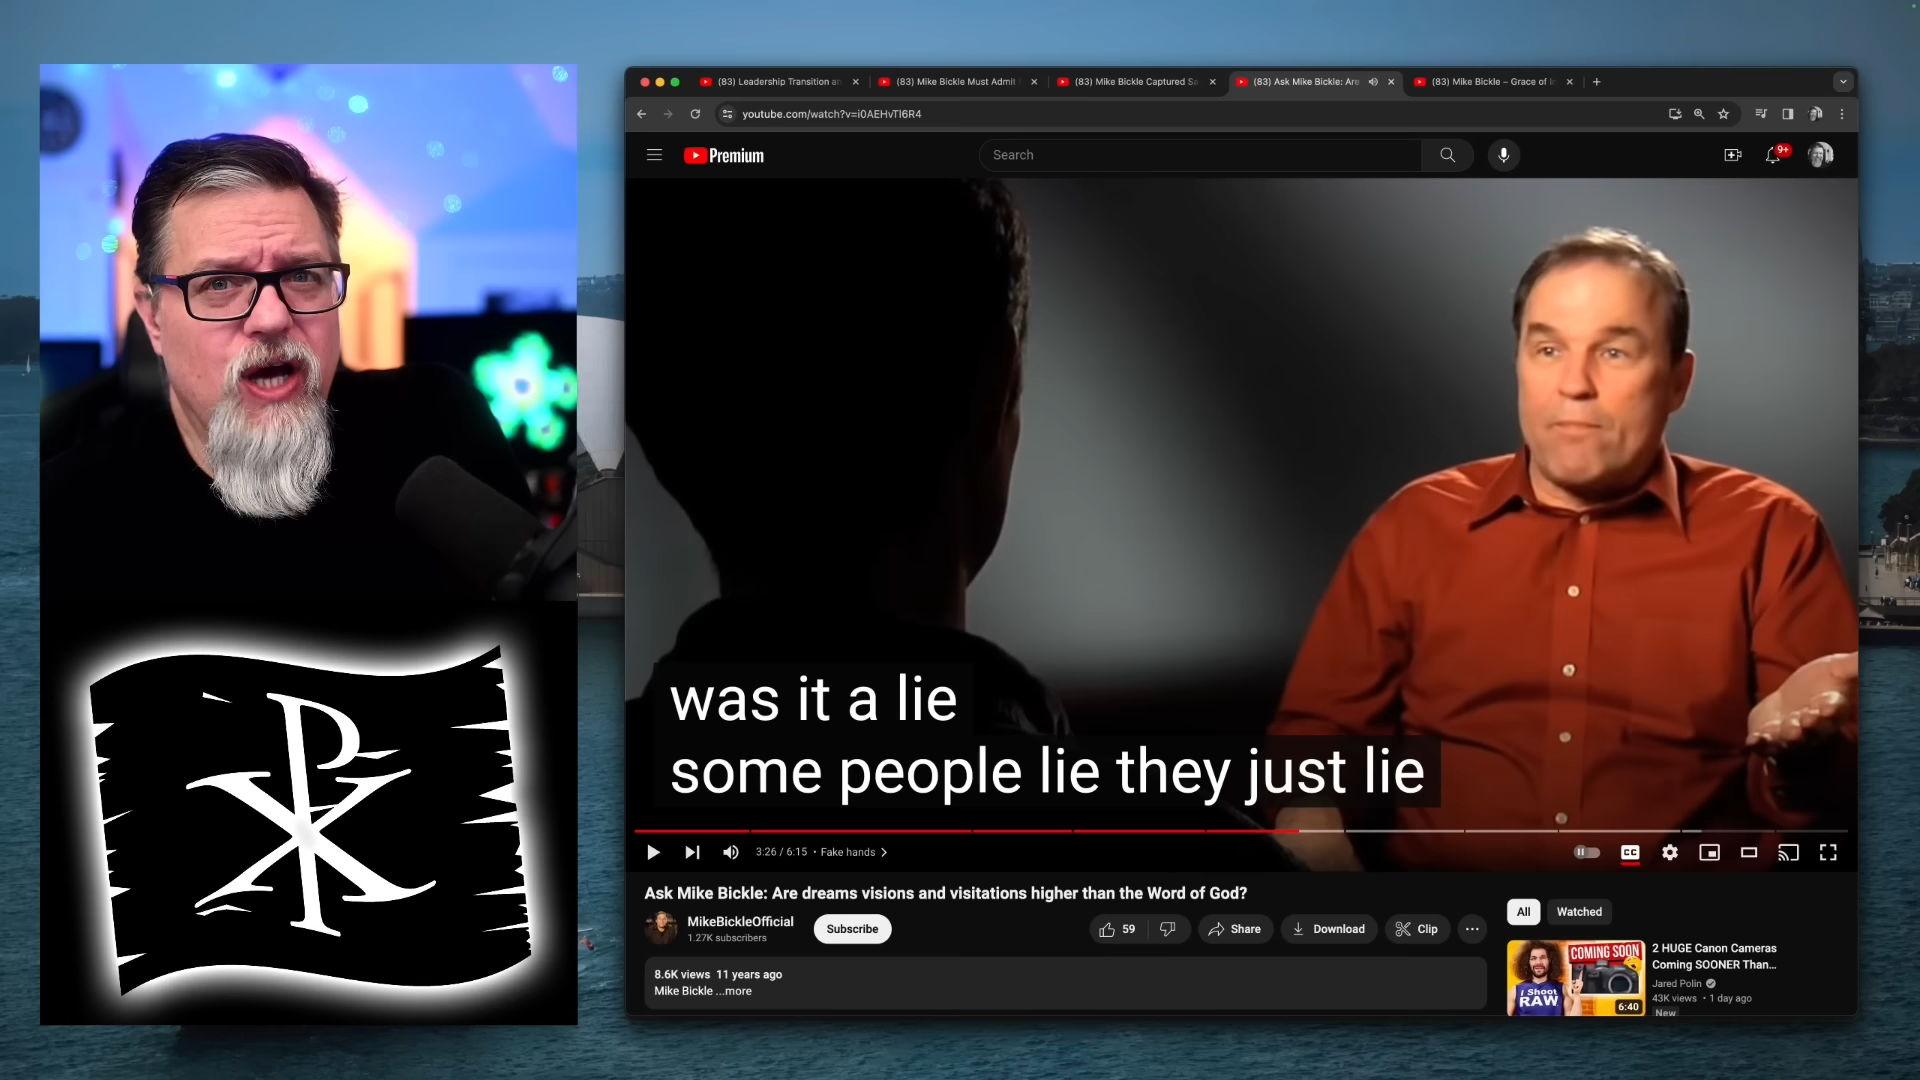 (83) Leadership Transition an
(83) Mike Bickle Must Admit
(83) Mike Bickle Captured Sa
(83) Ask Mike Bickle: Are
(83) Mike Bickle – Grace of in
youtube.com/watch?v=i0AEHvTl6R4
Premium
Search
9+
was it a lie
some people lie they just lie
3:26 / 6:15 • Fake hands
CC
Ask Mike Bickle: Are dreams visions and visitations higher than the Word of God?
MikeBickleOfficial
1.27K subscribers
Subscribe
59
Share
Download
Clip
8.6K views 11 years ago
Mike Bickle ...more
All
Watched
COMING SOON
I Shoot
RAW
6:40
2 HUGE Canon Cameras
Coming SOONER Than...
Jared Polin
43K views • 1 day ago
New